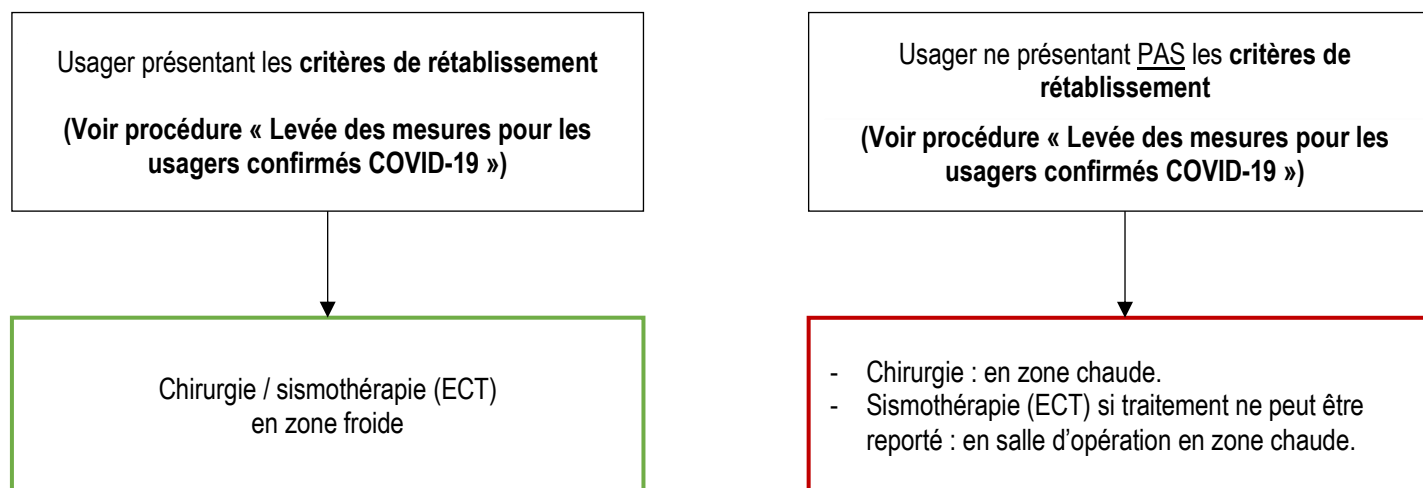 Usager présentant les critères de rétablissement
(Voir procédure « Levée des mesures pour les
usagers confirmés COVID-19 »)
Usager ne présentant PAS les critères de
rétablissement
(Voir procédure « Levée des mesures pour les
usagers confirmés COVID-19 »)
Chirurgie / sismothérapie (ECT)
en zone froide
- Chirurgie : en zone chaude.
- Sismothérapie (ECT) si traitement ne peut être
reporté : en salle d’opération en zone chaude.